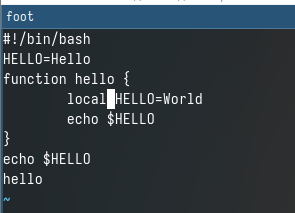 foot
#!/bin/bash
HELLO=Hello
function hello {
        local HELLO=World
        echo $HELLO
}
echo $HELLO
hello
~